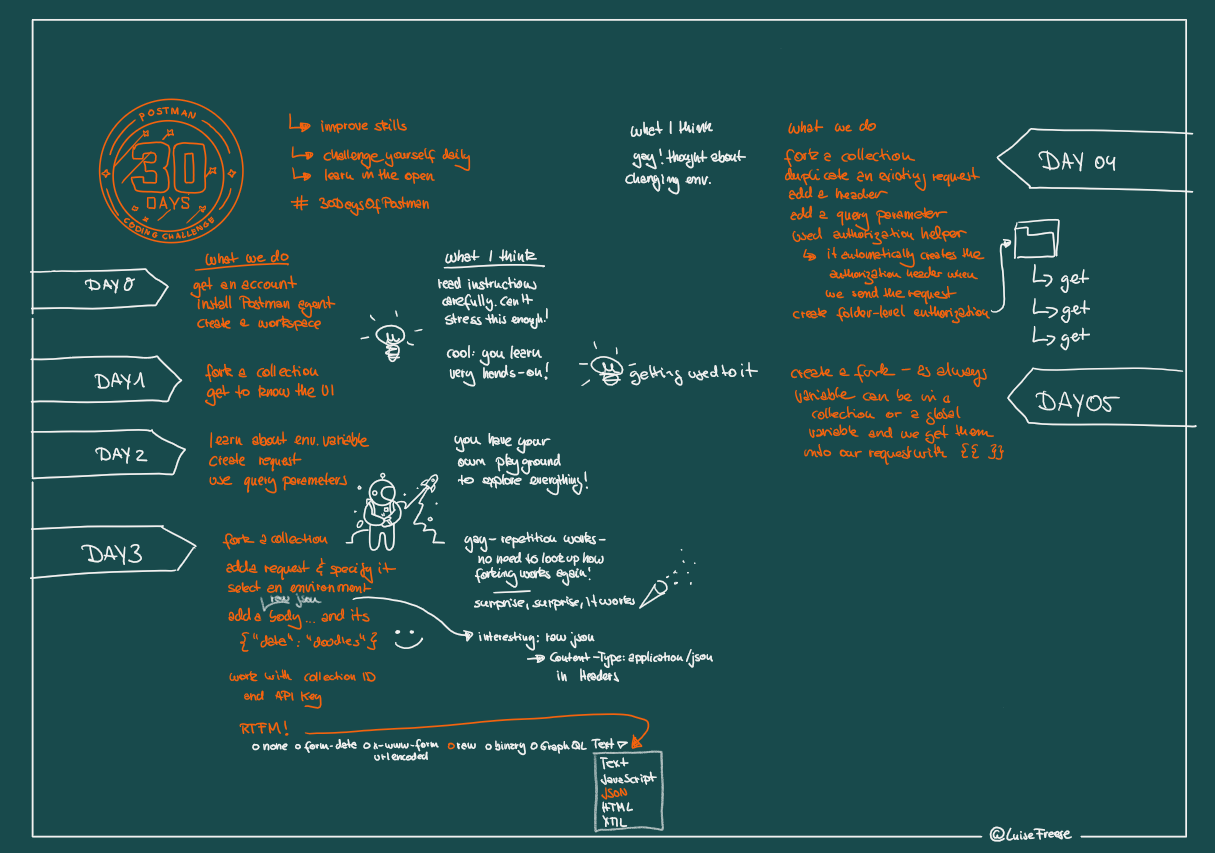 POSTMAN
30
DAYS
CODING CHALLENGE
improve skills
challenge yourself daily
learn in the open
# 30DaysOfPostman
what we do
what I think
DAY 0
get an account
install Postman agent
create a workspace
read instructions
carefully. can't
stress this enough!
cool: you learn
very hands-on!
DAY 1
fork a collection
get to know the UI
DAY 2
learn about env. variable
create request
use query parameters
you have your
own playground
to explore everything!
DAY 3
fork a collection
add a request & specify it
select an environment
raw json
add a body... and its
{"data": "doodles"}
work with collection ID
and API Key
yay - repetition works -
no need to look up how
forking works again!
surprise, surprise, it works
interesting: raw json
Content-Type: application/json
in Headers
RTFM!
none form-data x-www-form urlencoded raw binary GraphQL Text
Text
JavaScript
JSON
HTML
XML
what I think
what we do
DAY 04
yay! thought about
changing env.
fork a collection
duplicate an existing request
add a header
add a query parameter
used authorization helper
it automatically creates the
authorization header when
we send the request
create folder-level authorization
get
get
get
getting used to it
DAY 05
create a fork - as always
variable can be in a
collection or a global
variable and we get them
into our request with {{ }}
@LuiseFreese